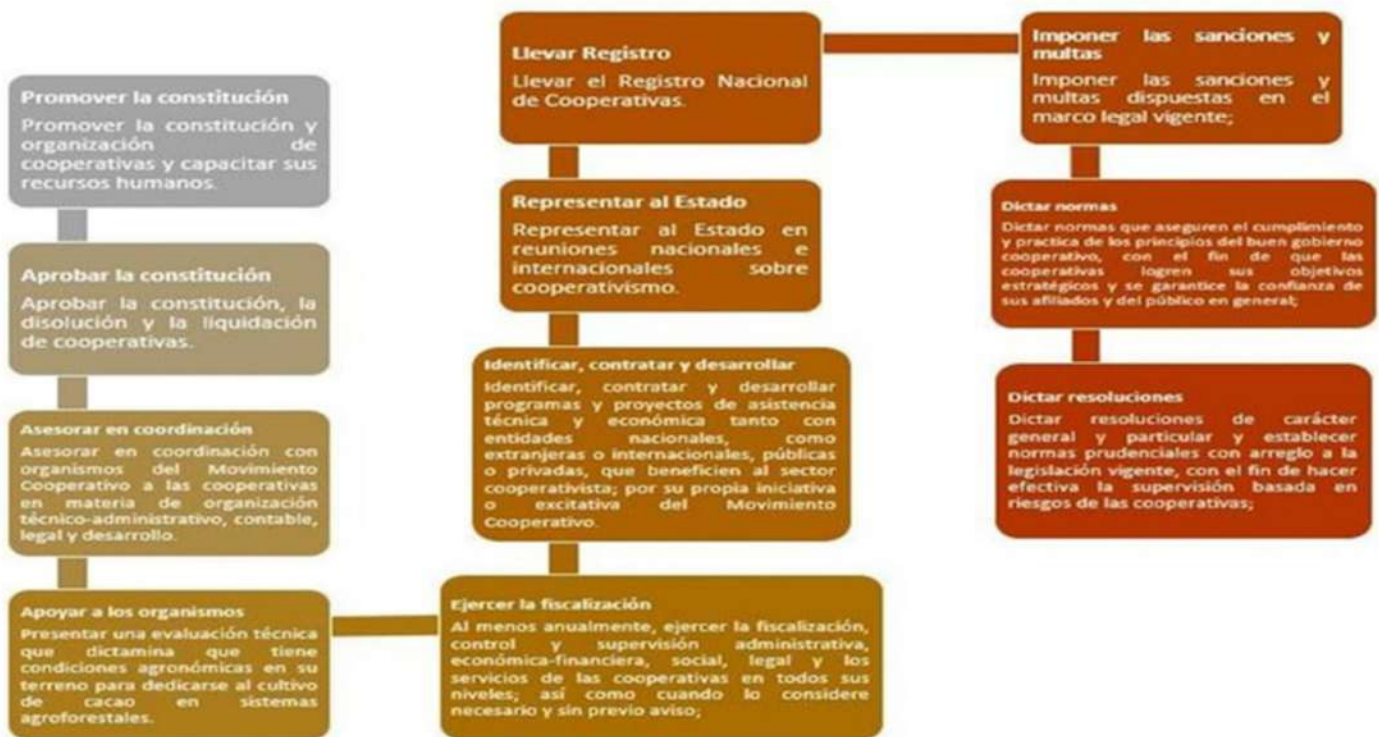 Promover la constitución
Promover la constitución y
organización de
cooperativas y capacitar sus
recursos humanos.
Aprobar la constitución
Aprobar la constitución, la
disolución y la liquidación
de cooperativas.
Asesorar en coordinación
Asesorar en coordinación con
organismos del Movimiento
Cooperativo a las cooperativas
en materia de organización
técnico-administrativo, contable,
legal y desarrollo.
Apoyar a los organismos
Presentar una evaluación técnica
que dictamina que tiene
condiciones agronómicas en su
terreno para dedicarse al cultivo
de cacao en sistemas
agroforestales.
Ejercer la fiscalización
Al menos anualmente, ejercer la fiscalización,
control y supervisión administrativa,
económica-financiera, social, legal y los
servicios de las cooperativas en todos sus
niveles; así como cuando lo considere
necesario y sin previo aviso;
Identificar, contratar y desarrollar
Identificar, contratar y desarrollar
programas y proyectos de asistencia
técnica y económica tanto con
entidades nacionales, como
extranjeras o internacionales, públicas
o privadas, que beneficien al sector
cooperativista; por su propia iniciativa
o excitativa del Movimiento
Cooperativo.
Representar al Estado
Representar al Estado en
reuniones nacionales e
internacionales sobre
cooperativismo.
Llevar Registro
Llevar el Registro Nacional
de Cooperativas.
Imponer las sanciones y
multas
Imponer las sanciones y
multas dispuestas en el
marco legal vigente;
Dictar normas
Dictar normas que aseguren el cumplimiento
y practica de los principios del buen gobierno
cooperativo, con el fin de que las
cooperativas logren sus objetivos
estratégicos y se garantice la confianza de
sus afiliados y del público en general;
Dictar resoluciones
Dictar resoluciones de carácter
general y particular y establecer
normas prudenciales con arreglo a la
legislación vigente, con el fin de hacer
efectiva la supervisión basada en
riesgos de las cooperativas;